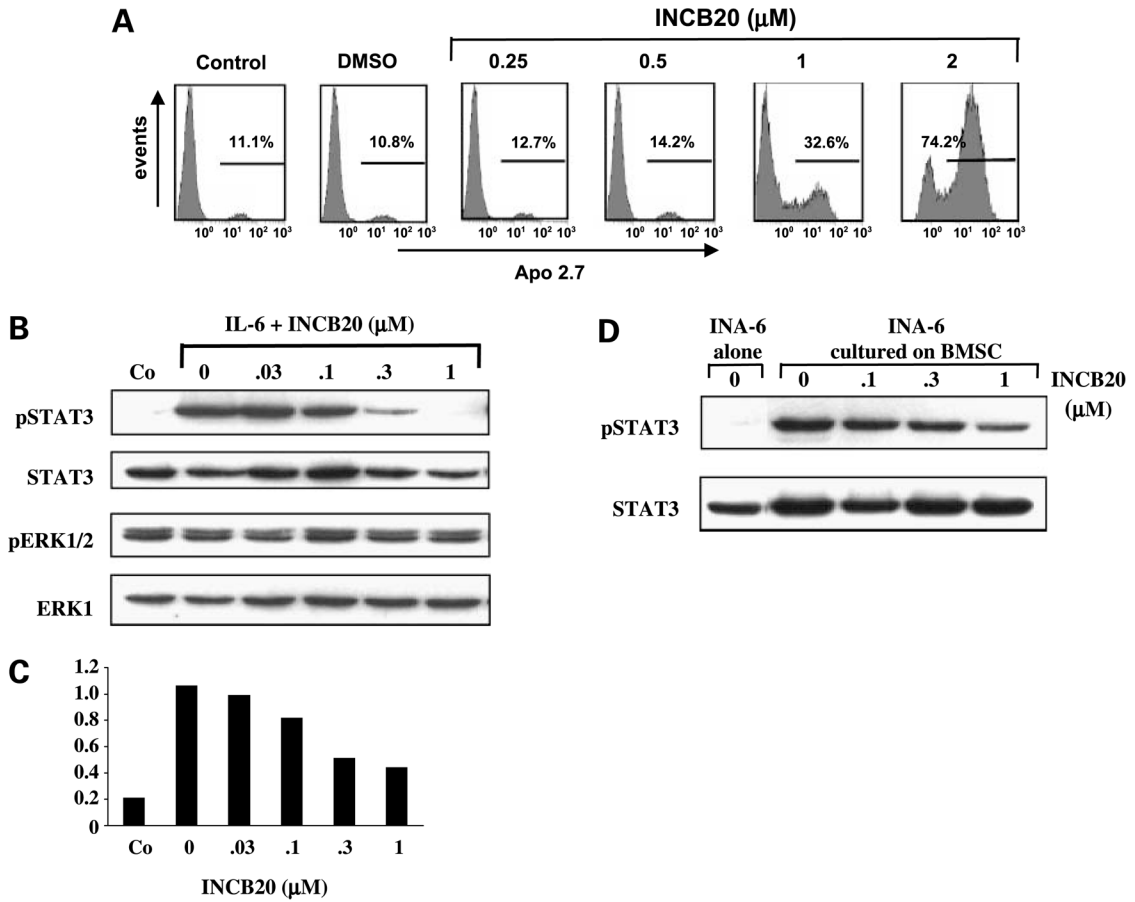 A
INCB20 (µM)
Control DMSO 0.25 0.5 1 2
events
11.1% 10.8% 12.7% 14.2% 32.6% 74.2%
10⁰ 10¹ 10² 10³ 10⁰ 10¹ 10² 10³ 10⁰ 10¹ 10² 10³ 10⁰ 10¹ 10² 10³ 10⁰ 10¹ 10² 10³ 10⁰ 10¹ 10² 10³
Apo 2.7
B
IL-6 + INCB20 (µM)
Co 0 .03 .1 .3 1
pSTAT3
STAT3
pERK1/2
ERK1
D
INA-6 alone
INA-6
cultured on BMSC
0 0 .1 .3 1 INCB20
(µM)
pSTAT3
STAT3
C
1.2
1.0
0.8
0.6
0.4
0.2
0
Co 0 .03 .1 .3 1
INCB20 (µM)